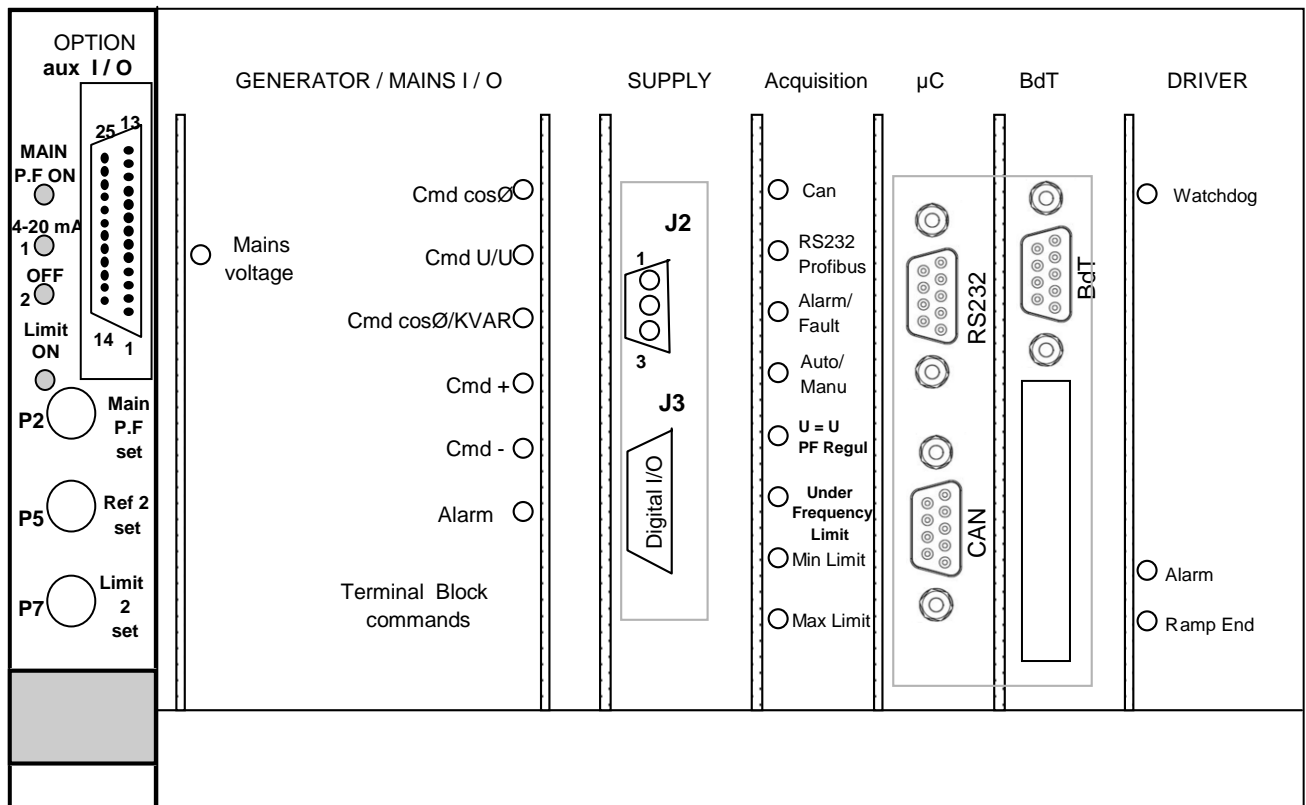 OPTION
aux I / O
25 13
MAIN
P.F ON
4-20 mA
1
OFF
2
Limit
ON
14 1
P2
Main
P.F
set
P5
Ref 2
set
P7
Limit
2
set
GENERATOR / MAINS I / O
Mains
voltage
Cmd cosØ
Cmd U/U
Cmd cosØ/KVAR
Cmd +
Cmd -
Alarm
Terminal Block
commands
SUPPLY
J2
1
3
J3
Digital I/O
Acquisition
Can
RS232
Profibus
Alarm/
Fault
Auto/
Manu
U = U
PF Regul
Under
Frequency
Limit
Min Limit
Max Limit
µC
RS232
CAN
BdT
BdT
DRIVER
Watchdog
Alarm
Ramp End